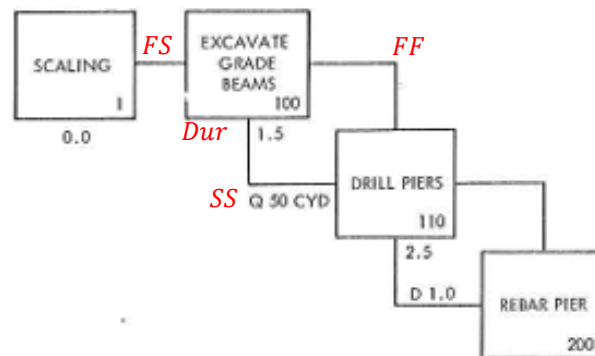 FS
EXCAVATE
GRADE
BEAMS
100
FF
SCALING
1
0.0
Dur
1.5
SS
Q 50 CYD
DRILL PIERS
110
2.5
D 1.0
REBAR PIER
200